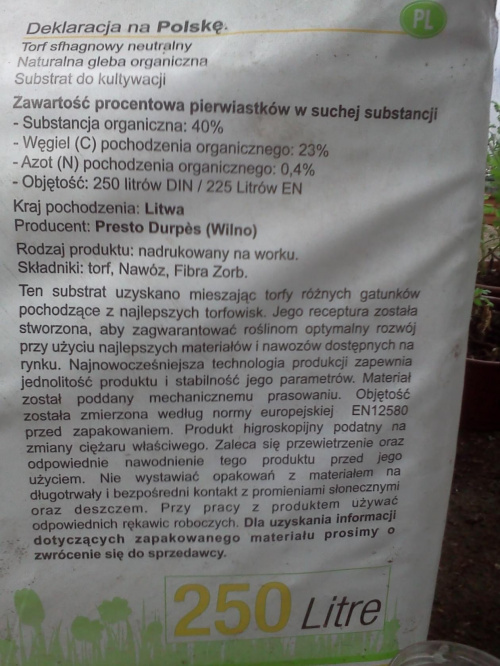 Deklaracja na Polskę.
PL
Torf sfhagnowy neutralny
Naturalna gleba organiczna
Substrat do kultywacji
Zawartość procentowa pierwiastków w suchej substancji
- Substancja organiczna: 40%
- Węgiel (C) pochodzenia organicznego: 23%
- Azot (N) pochodzenia organicznego: 0,4%
- Objętość: 250 litrów DIN / 225 Litrów EN
Kraj pochodzenia: Litwa
Producent: Presto Durpès (Wilno)
Rodzaj produktu: nadrukowany na worku.
Składniki: torf, Nawóz, Fibra Zorb.
Ten substrat uzyskano mieszając torfy różnych gatunków
pochodzące z najlepszych torfowisk. Jego receptura została
stworzona, aby zagwarantować roślinom optymalny rozwój
przy użyciu najlepszych materiałów i nawozów dostępnych na
rynku. Najnowocześniejsza technologia produkcji zapewnia
jednolitość produktu i stabilność jego parametrów. Materiał
został poddany mechanicznemu prasowaniu. Objętość
została zmierzona według normy europejskiej EN12580
przed zapakowaniem. Produkt higroskopijny podatny na
zmiany ciężaru właściwego. Zaleca się przewietrzenie oraz
odpowiednie nawodnienie tego produktu przed jego
użyciem. Nie wystawiać opakowań z materiałem na
długotrwały i bezpośredni kontakt z promieniami słonecznymi
oraz deszczem. Przy pracy z produktem używać
odpowiednich rękawic roboczych. Dla uzyskania informacji
dotyczących zapakowanego materiału prosimy o
zwrócenie się do sprzedawcy.
250 Litre